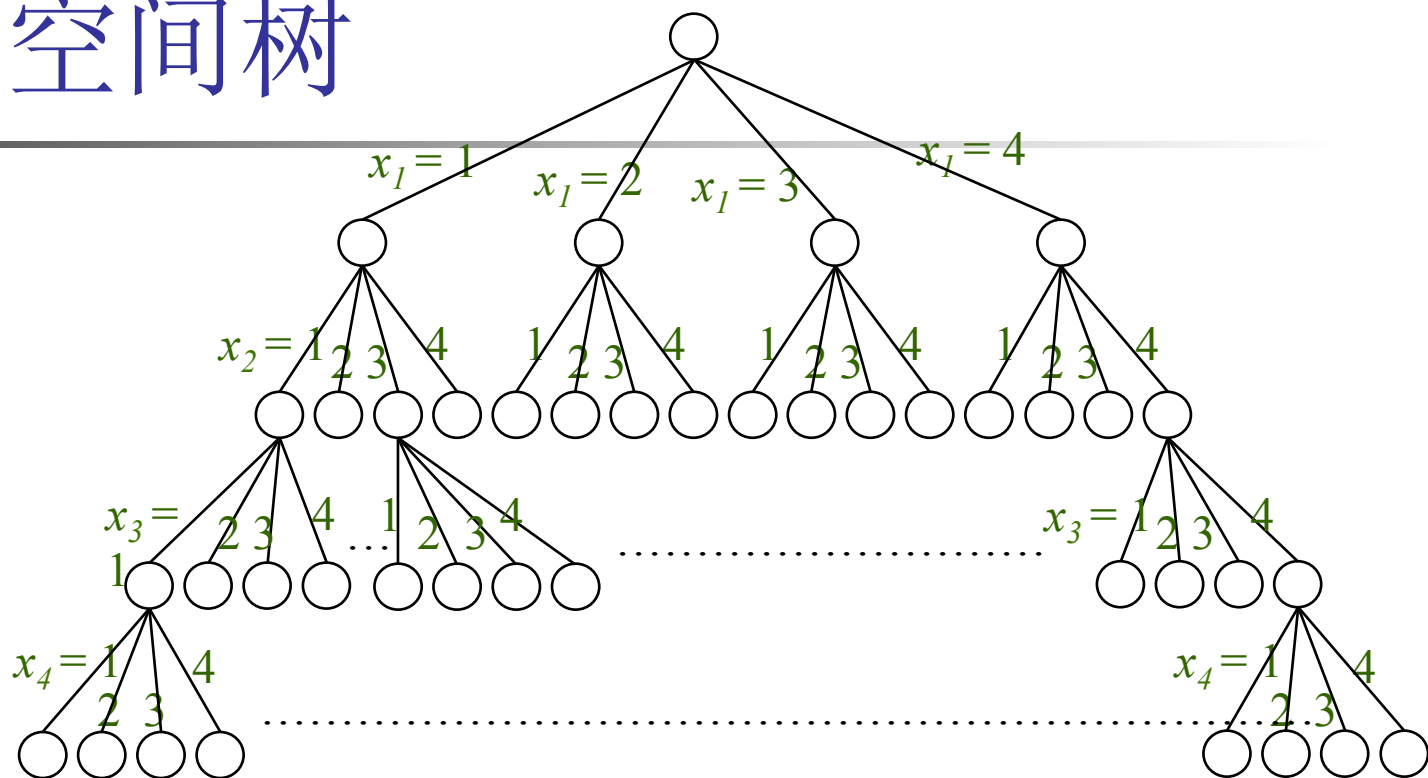 空间树
x1 = 1 x1 = 2 x1 = 3 x1 = 4
x2 = 1 2 3 4 1 2 3 4 1 2 3 4 1 2 3 4
x3 = 1 2 3 4 ... 1 2 3 4 .......................... x3 = 1 2 3 4
x4 = 1 2 3 4 .......................... x4 = 1 2 3 4